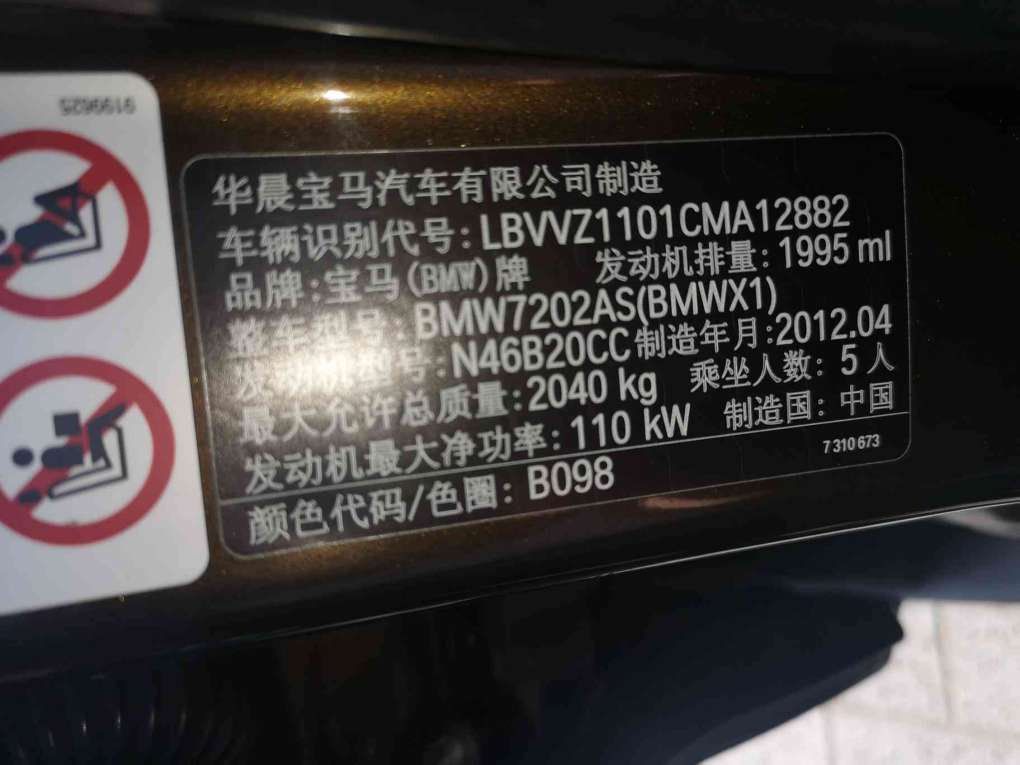 9199625
华晨宝马汽车有限公司制造
车辆识别代号:LBVVZ1101CMA12882
品牌:宝马(BMW)牌 发动机排量:1995 ml
整车型号:BMW7202AS(BMWX1)
发动机型号:N46B20CC 制造年月:2012.04
最大允许总质量:2040 kg 乘坐人数:5人
发动机最大净功率:110 kW 制造国:中国
7 310 673
颜色代码/色圈:B098